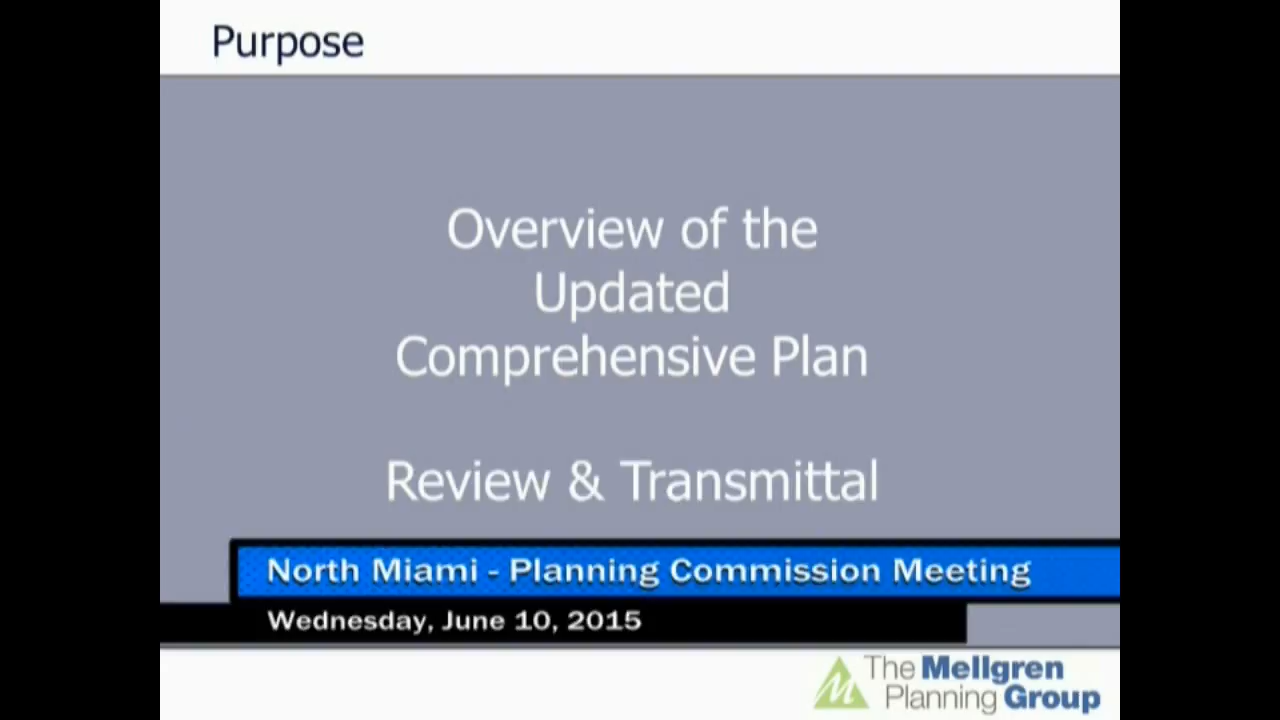 Purpose
Overview of the
Updated
Comprehensive Plan
Review & Transmittal
North Miami - Planning Commission Meeting
Wednesday, June 10, 2015
The Mellgren
Planning Group